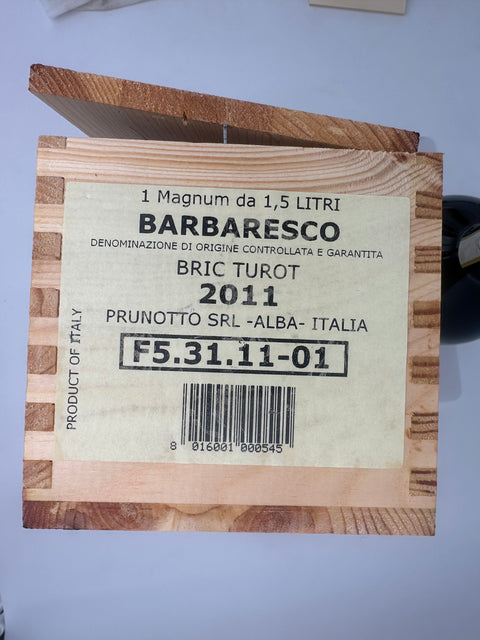 1 Magnum da 1,5 LITRI
BARBARESCO
DENOMINAZIONE DI ORIGINE CONTROLLATA E GARANTITA
BRIC TUROT
2011
PRUNOTTO SRL -ALBA- ITALIA
F5.31.11-01
PRODUCT OF ITALY
8 016001 000545